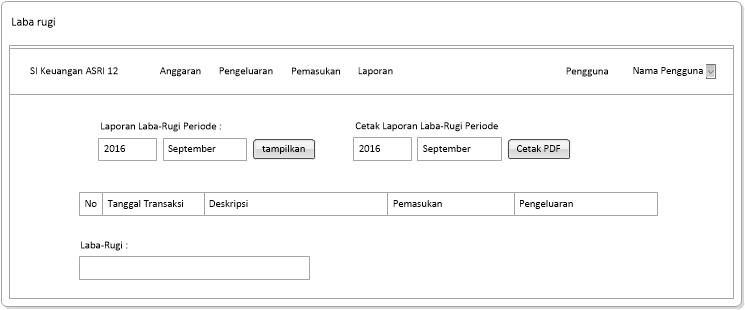 Laba rugi
SI Keuangan ASRI 12 Anggaran Pengeluaran Pemasukan Laporan Pengguna Nama Pengguna
Laporan Laba-Rugi Periode : Cetak Laporan Laba-Rugi Periode
2016 September tampilkan 2016 September Cetak PDF
No Tanggal Transaksi Deskripsi Pemasukan Pengeluaran
Laba-Rugi :